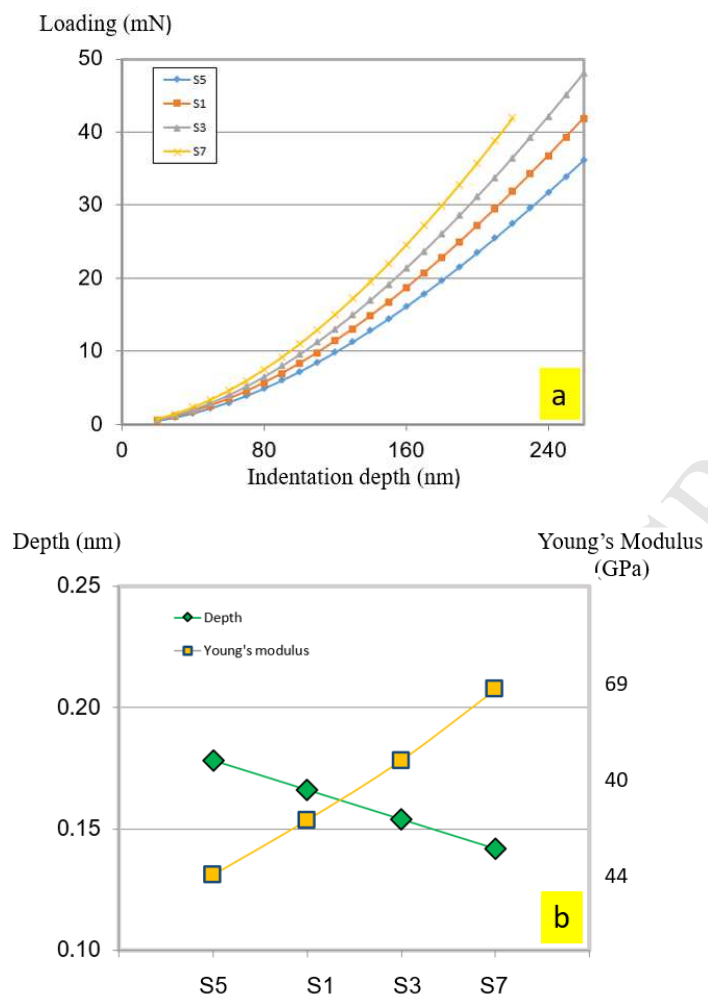 Loading (mN)
50
S5
S1
40
S3
S7
30
20
10
a
0
0 80 160 240
Indentation depth (nm)
Depth (nm) Young's Modulus
(GPa)
0.25
Depth
Young's modulus
69
0.20
40
0.15
44
b
0.10
S5 S1 S3 S7